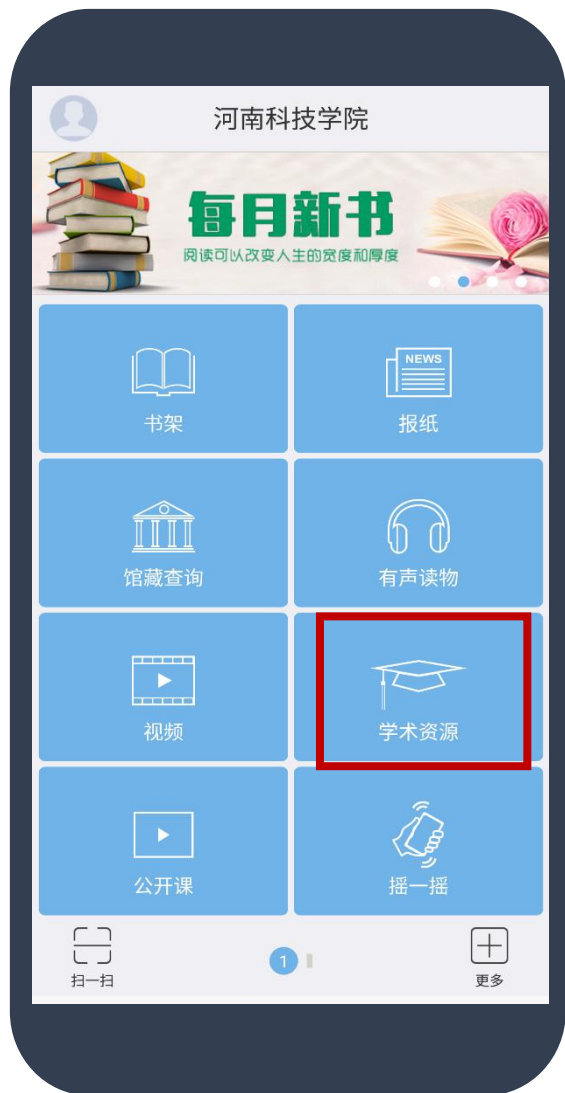 河南科技学院
每月新书
阅读可以改变人生的宽度和厚度
书架
NEWS
报纸
馆藏查询
有声读物
视频
学术资源
公开课
摇一摇
扫一扫
1
更多